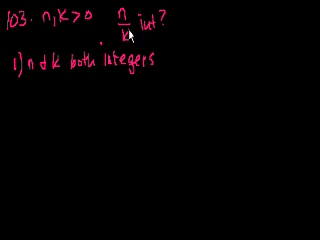 103. n, k > 0 n/k int?
1) n & k both integers